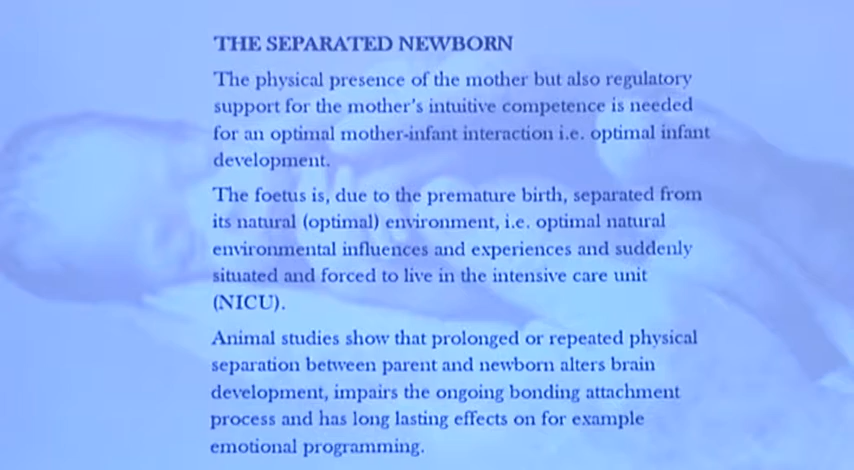 THE SEPARATED NEWBORN
The physical presence of the mother but also regulatory
support for the mother's intuitive competence is needed
for an optimal mother-infant interaction i.e. optimal infant
development.
The foetus is, due to the premature birth, separated from
its natural (optimal) environment, i.e. optimal natural
environmental influences and experiences and suddenly
situated and forced to live in the intensive care unit
(NICU).
Animal studies show that prolonged or repeated physical
separation between parent and newborn alters brain
development, impairs the ongoing bonding attachment
process and has long lasting effects on for example
emotional programming.